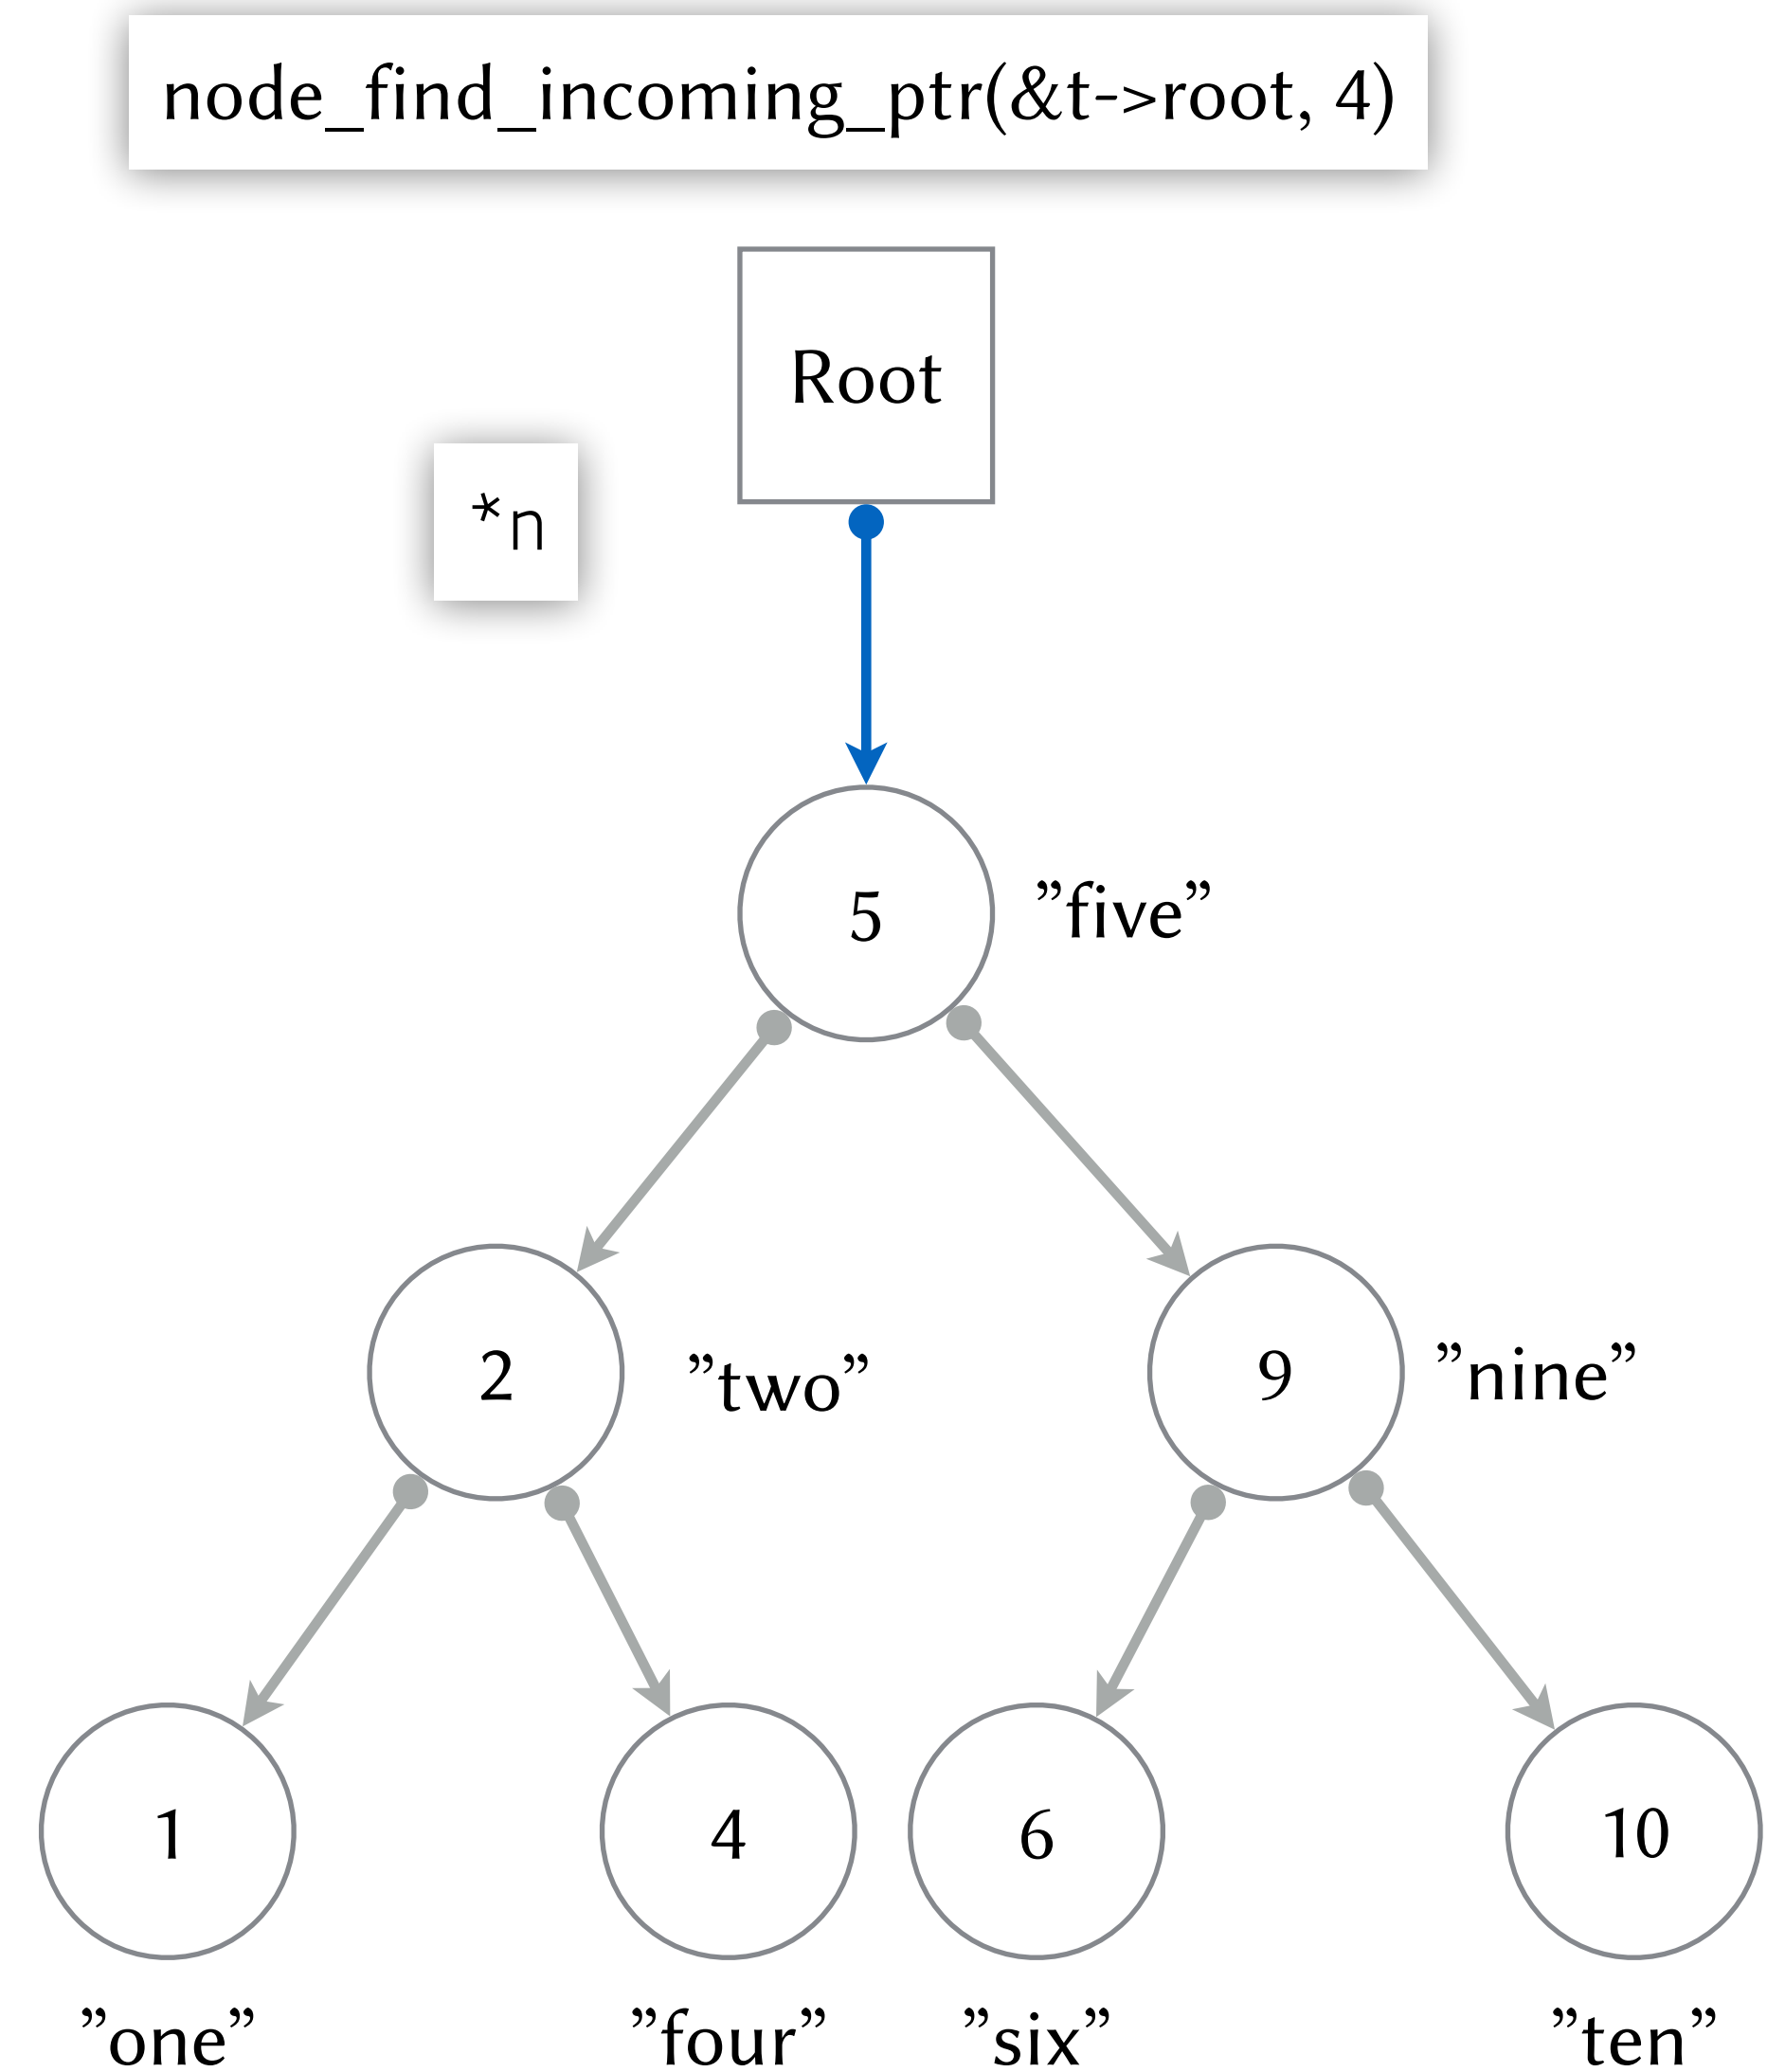 node_find_incoming_ptr(&t->root, 4)
Root
*n
5 ”five”
2 ”two” 9 ”nine”
1 4 6 10
”one” ”four” ”six” ”ten”